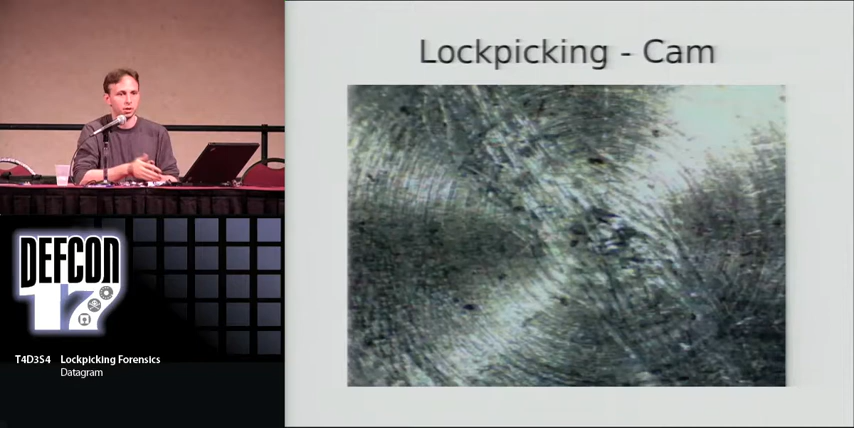 Lockpicking - Cam
DEFCON
17
T4D3S4 Lockpicking Forensics
Datagram